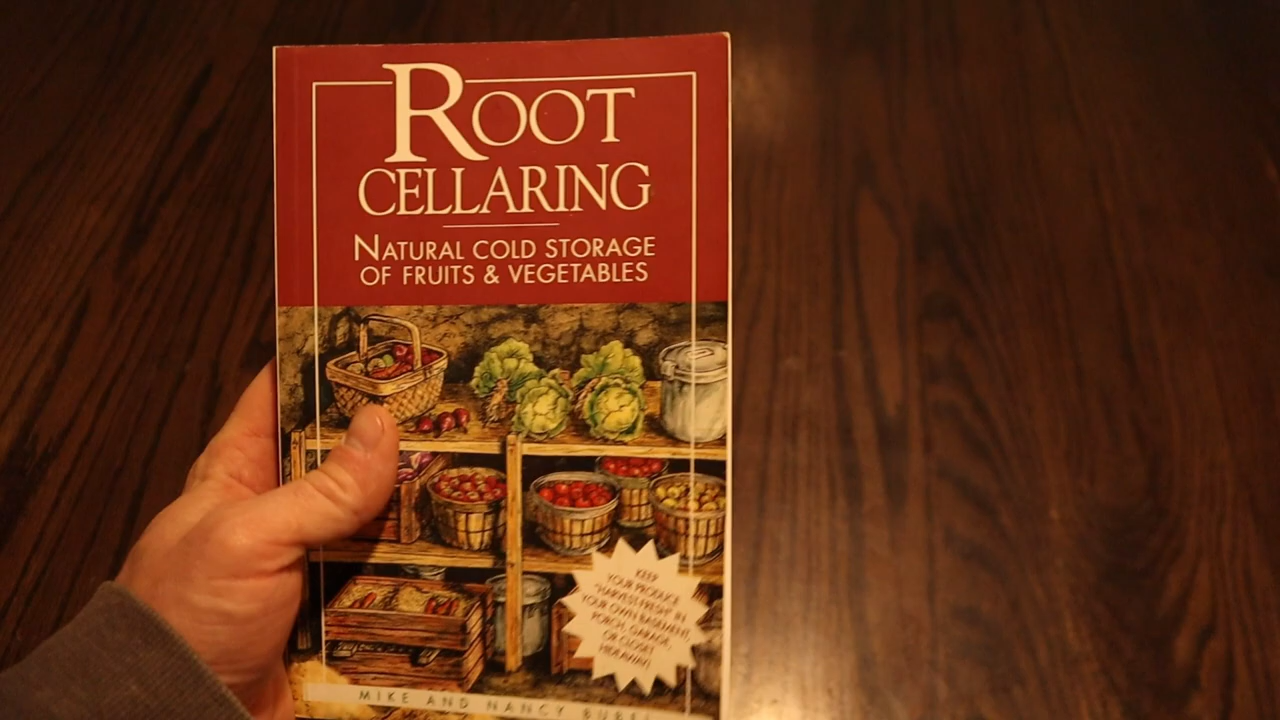 ROOT
CELLARING
NATURAL COLD STORAGE
OF FRUITS & VEGETABLES
KEEP
YOUR PRODUCE
"HARVEST-FRESH" IN
YOUR OWN BASEMENT,
PORCH, GARAGE,
OR CLOSET
HIDEAWAY!
MIKE AND NANCY BUBEL